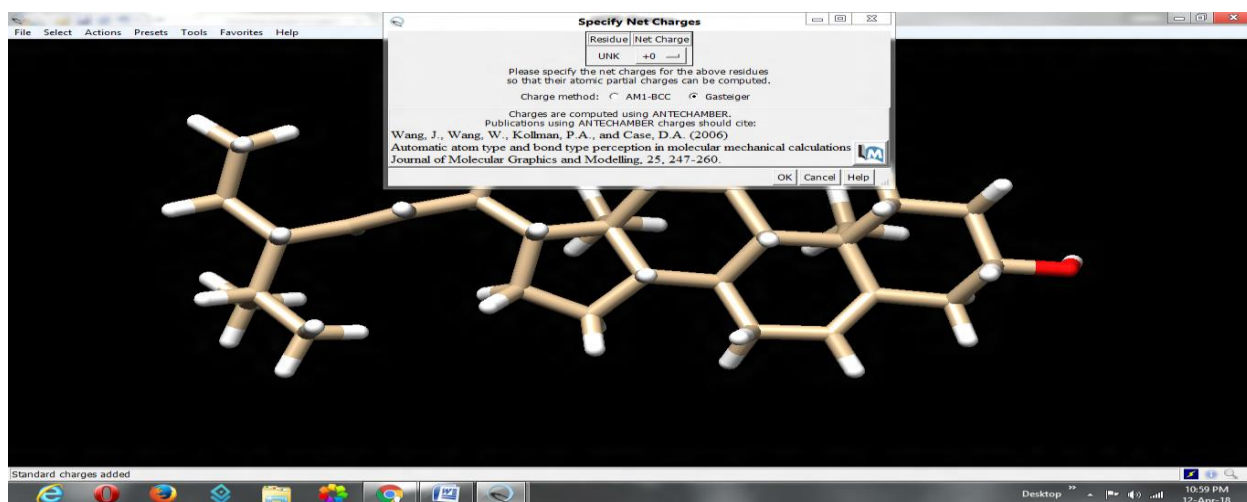 Specify Net Charges
File Select Actions Presets Tools Favorites Help
Residue Net Charge
UNK +0
Please specify the net charges for the above residues
so that their atomic partial charges can be computed.
Charge method: AM1-BCC Gasteiger
Charges are computed using ANTECHAMBER.
Publications using ANTECHAMBER charges should cite:
Wang, J., Wang, W., Kollman, P.A., and Case, D.A. (2006)
Automatic atom type and bond type perception in molecular mechanical calculations
Journal of Molecular Graphics and Modelling, 25, 247-260.
OK Cancel Help
Standard charges added
Desktop
10:59 PM
12-Apr-18